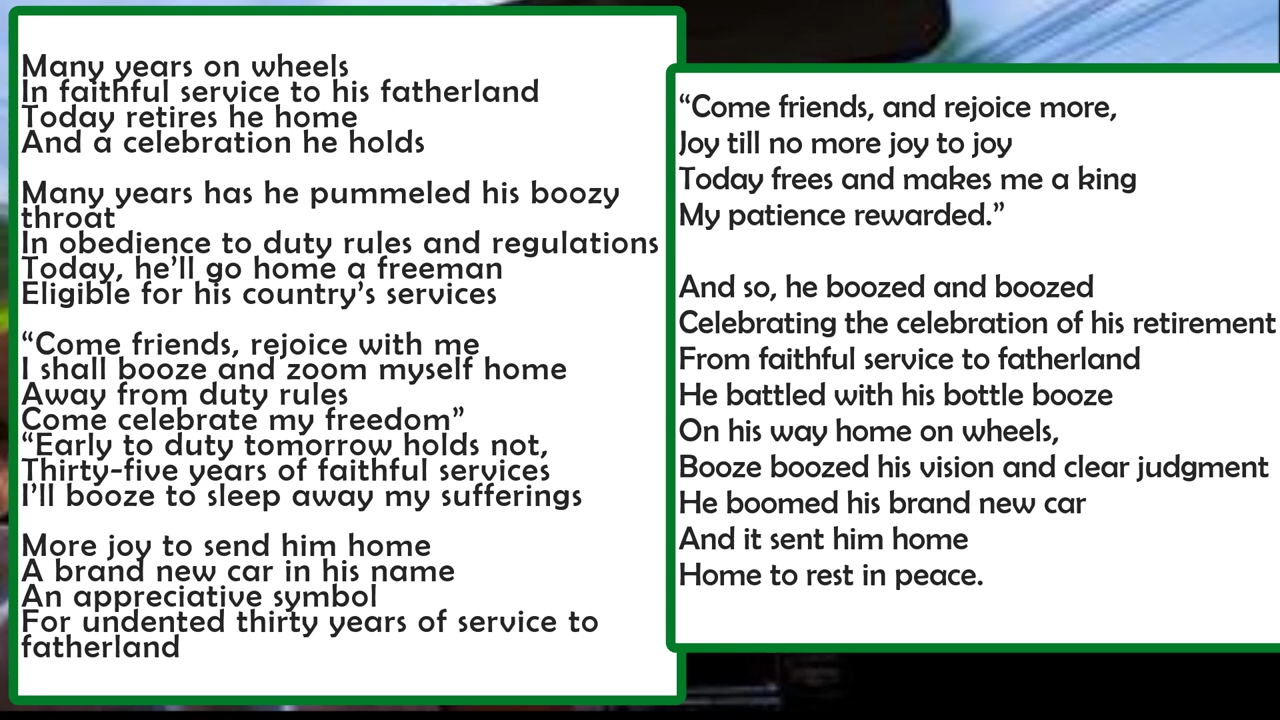 Many years on wheels
In faithful service to his fatherland
Today retires he home
And a celebration he holds
Many years has he pummeled his boozy
throat
In obedience to duty rules and regulations
Today, he’ll go home a freeman
Eligible for his country’s services
“Come friends, rejoice with me
I shall booze and zoom myself home
Away from duty rules
Come celebrate my freedom”
“Early to duty tomorrow holds not,
Thirty-five years of faithful services
I’ll booze to sleep away my sufferings
More joy to send him home
A brand new car in his name
An appreciative symbol
For undented thirty years of service to
fatherland
“Come friends, and rejoice more,
Joy till no more joy to joy
Today frees and makes me a king
My patience rewarded.”
And so, he boozed and boozed
Celebrating the celebration of his retirement
From faithful service to fatherland
He battled with his bottle booze
On his way home on wheels,
Booze boozed his vision and clear judgment
He boomed his brand new car
And it sent him home
Home to rest in peace.